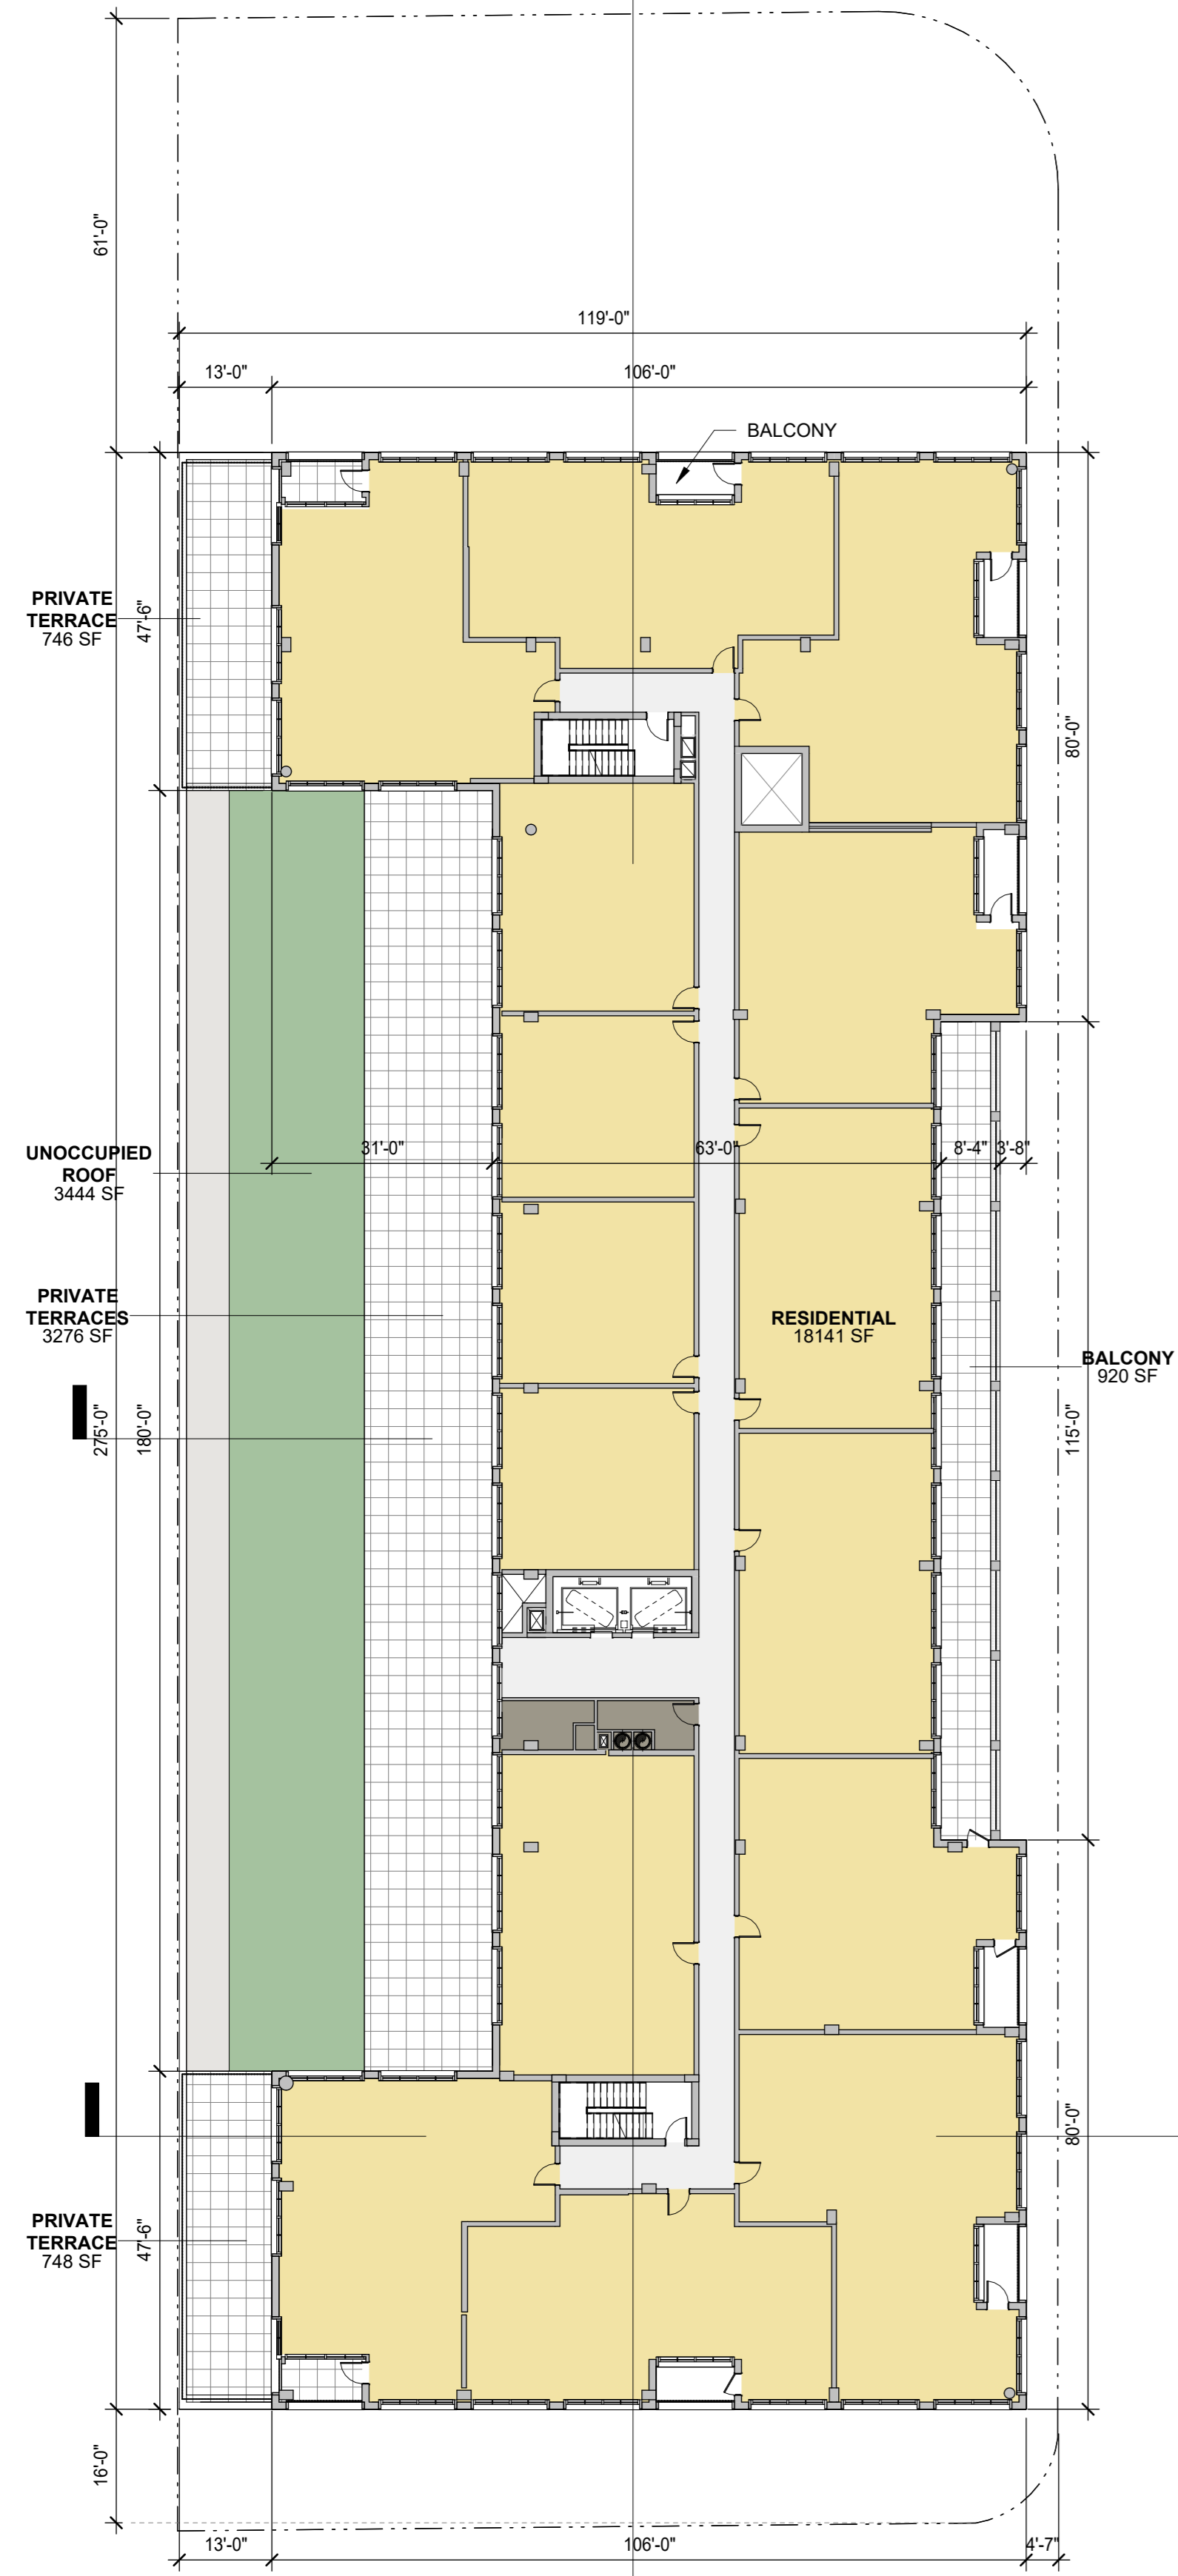 61'-0"
119'-0"
13'-0"
106'-0"
BALCONY
PRIVATE
TERRACE
746 SF
47'-6"
80'-0"
UNOCCUPIED
ROOF
3444 SF
31'-0"
63'-0"
8'-4"
3'-8"
PRIVATE
TERRACES
3276 SF
RESIDENTIAL
18141 SF
BALCONY
920 SF
275'-0"
180'-0"
115'-0"
80'-0"
PRIVATE
TERRACE
748 SF
47'-6"
16'-0"
13'-0"
106'-0"
4'-7"